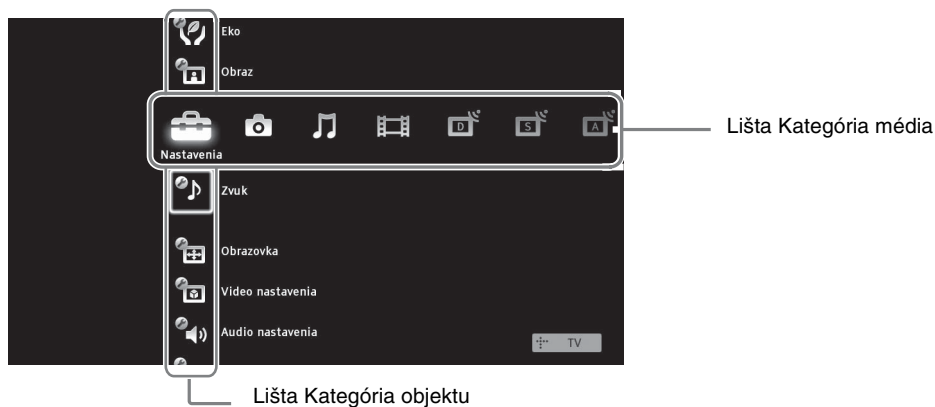 Eko
Obraz
D
S
A
Nastavenia
Lišta Kategória média
Zvuk
Obrazovka
Video nastavenia
Audio nastavenia
TV
Lišta Kategória objektu